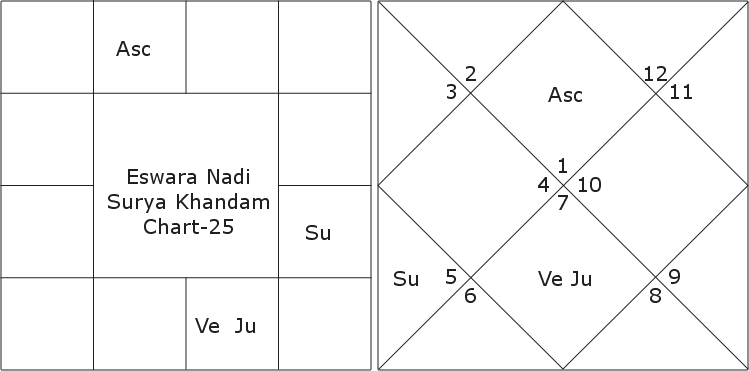 Asc
Eswara Nadi
Surya Khandam
Chart-25
Su
Ve Ju
2 12
3 11
Asc
1
4 10
7
Su 5 Ve Ju 9
6 8